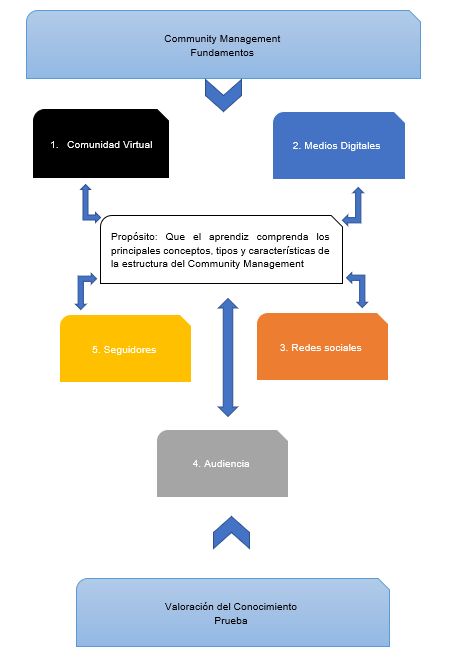 Community Management
Fundamentos
1. Comunidad Virtual
2. Medios Digitales
Propósito: Que el aprendiz comprenda los
principales conceptos, tipos y características de
la estructura del Community Management
5. Seguidores
3. Redes sociales
4. Audiencia
Valoración del Conocimiento
Prueba